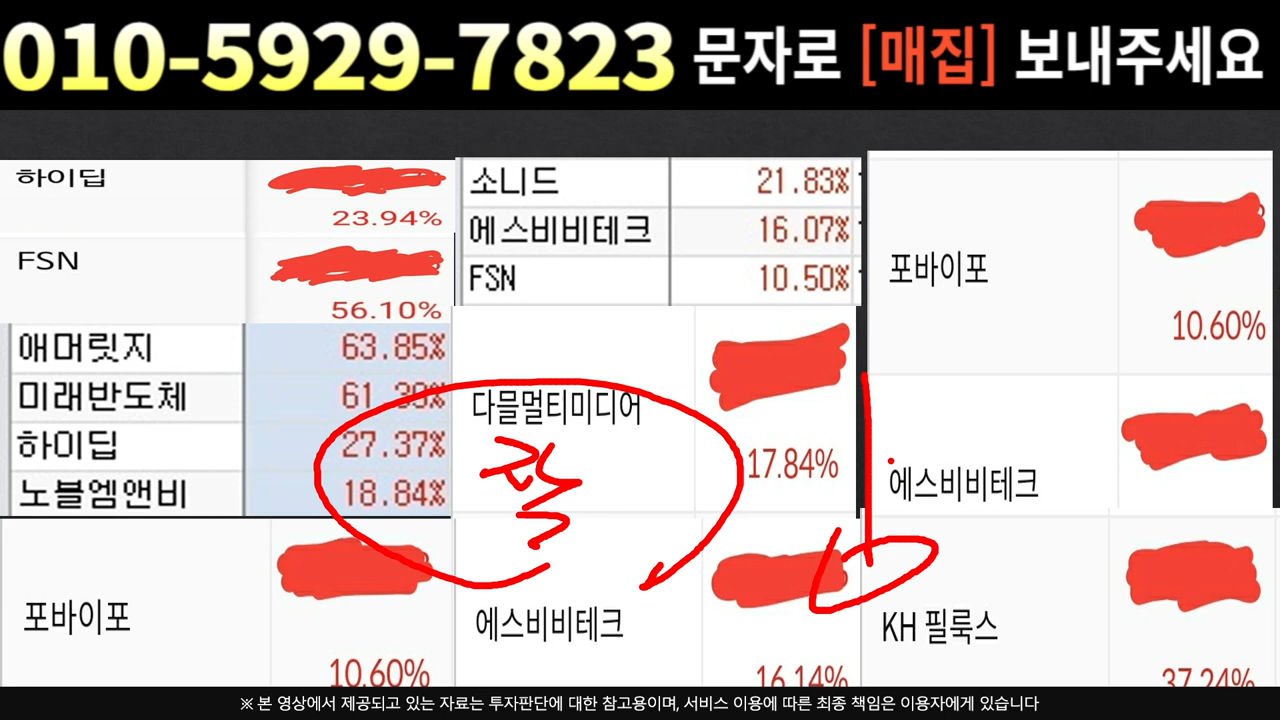 010-5929-7823 문자로 [매집] 보내주세요
하이딥
23.94%
FSN
56.10%
애머릿지 63.85%
미래반도체 61.39%
하이딥 27.37%
노블엠앤비 18.84%
소니드 21.83%
에스비비테크 16.07%
FSN 10.50%
다믈멀티미디어
17.84%
포바이포
10.60%
에스비비테크
포바이포
10.60%
에스비비테크
16.14%
KH 필룩스
37.24%
※ 본 영상에서 제공되고 있는 자료는 투자판단에 대한 참고용이며, 서비스 이용에 따른 최종 책임은 이용자에게 있습니다